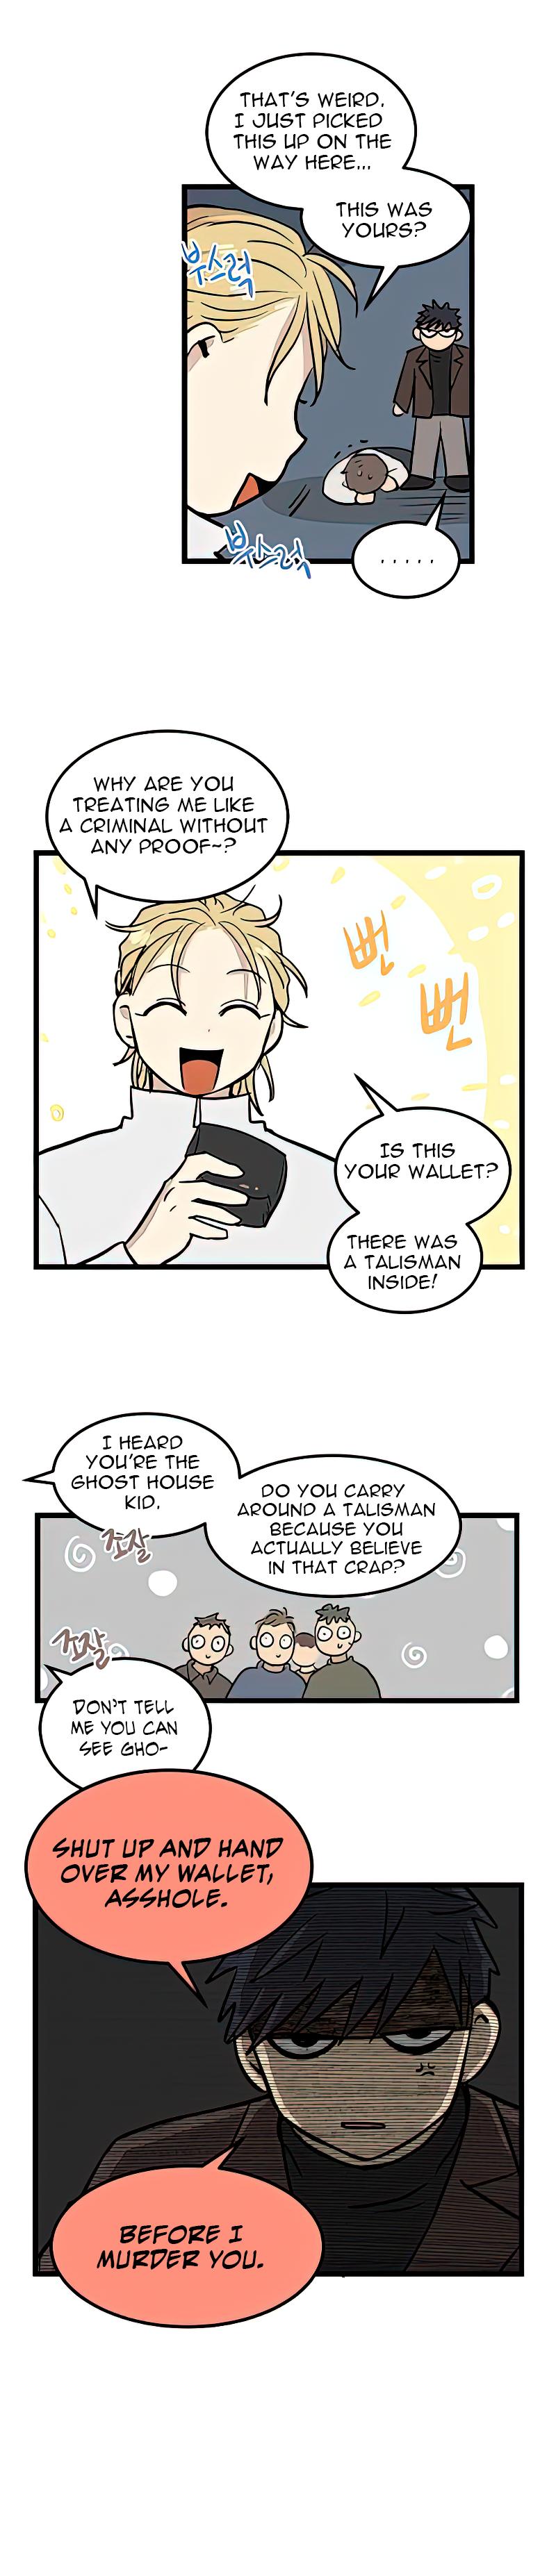 THAT'S WEIRD.
I JUST PICKED
THIS UP ON THE
WAY HERE...
THIS WAS
YOURS?
부스럭
부스럭
.....
WHY ARE YOU
TREATING ME LIKE
A CRIMINAL WITHOUT
ANY PROOF~?
뻔
뻔
IS THIS
YOUR WALLET?
THERE WAS
A TALISMAN
INSIDE!
I HEARD
YOU'RE THE
GHOST HOUSE
KID.
DO YOU CARRY
AROUND A TALISMAN
BECAUSE YOU
ACTUALLY BELIEVE
IN THAT CRAP?
조잘
조잘
DON'T TELL
ME YOU CAN
SEE GHO-
SHUT UP AND HAND
OVER MY WALLET,
ASSHOLE.
BEFORE I
MURDER YOU.